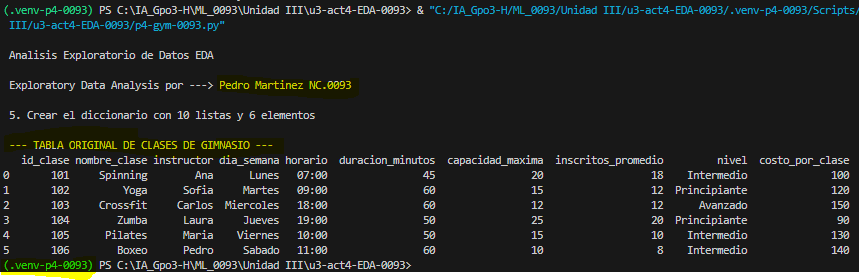 (.venv-p4-0093) PS C:\IA_Gpo3-H\ML_0093\Unidad III\u3-act4-EDA-0093> & "C:/IA_Gpo3-H/ML_0093/Unidad III/u3-act4-EDA-0093/.venv-p4-0093/Scripts/
III/u3-act4-EDA-0093/p4-gym-0093.py"
Analisis Exploratorio de Datos EDA
Exploratory Data Analysis por ---> Pedro Martinez NC.0093
5. Crear el diccionario con 10 listas y 6 elementos
--- TABLA ORIGINAL DE CLASES DE GIMNASIO ---
id_clase nombre_clase instructor dia_semana horario duracion_minutos capacidad_maxima inscritos_promedio nivel costo_por_clase
0 101 Spinning Ana Lunes 07:00 45 20 18 Intermedio 100
1 102 Yoga Sofia Martes 09:00 60 15 12 Principiante 120
2 103 Crossfit Carlos Miercoles 18:00 60 12 12 Avanzado 150
3 104 Zumba Laura Jueves 19:00 50 25 20 Principiante 90
4 105 Pilates Maria Viernes 10:00 50 15 10 Intermedio 130
5 106 Boxeo Pedro Sabado 11:00 60 10 8 Intermedio 140
(.venv-p4-0093) PS C:\IA_Gpo3-H\ML_0093\Unidad III\u3-act4-EDA-0093>